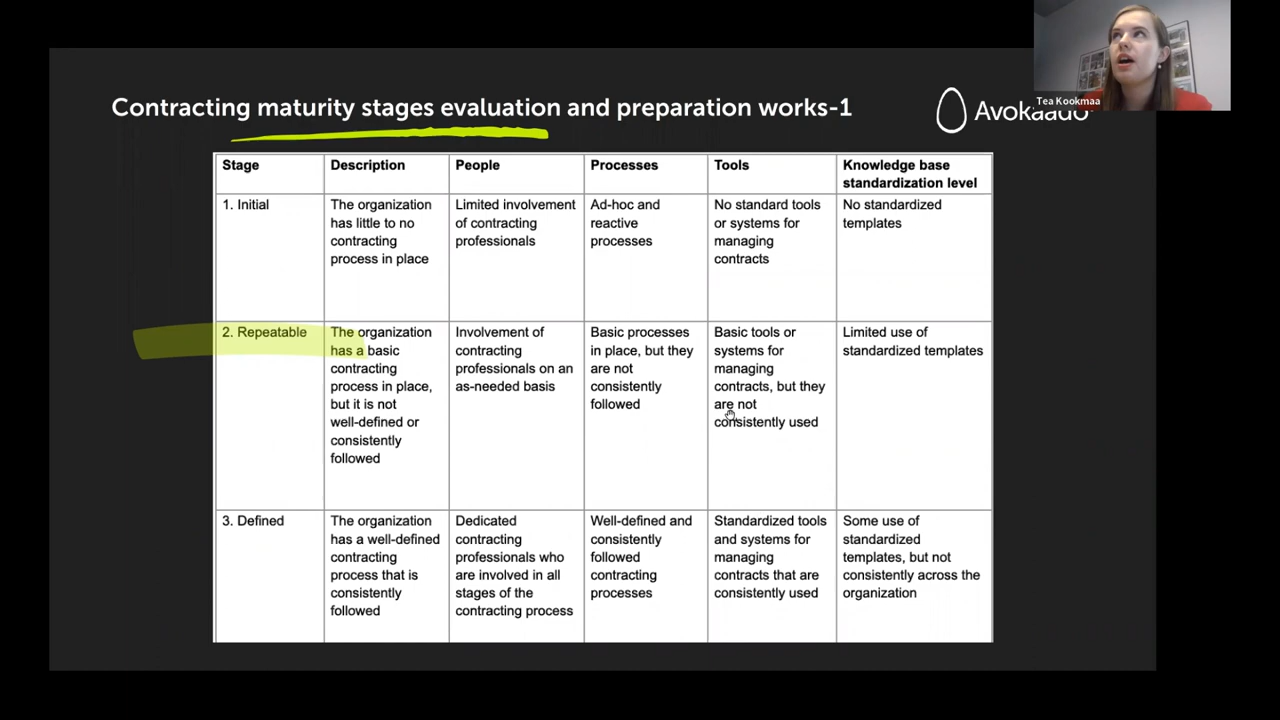 Tea Kookmaa
Contracting maturity stages evaluation and preparation works-1
Avokaado
Stage
Description
People
Processes
Tools
Knowledge base
standardization level
1. Initial
The organization
has little to no
contracting
process in place
Limited involvement
of contracting
professionals
Ad-hoc and
reactive
processes
No standard tools
or systems for
managing
contracts
No standardized
templates
2. Repeatable
The organization
has a basic
contracting
process in place,
but it is not
well-defined or
consistently
followed
Involvement of
contracting
professionals on an
as-needed basis
Basic processes
in place, but they
are not
consistently
followed
Basic tools or
systems for
managing
contracts, but they
are not
consistently used
Limited use of
standardized templates
3. Defined
The organization
has a well-defined
contracting
process that is
consistently
followed
Dedicated
contracting
professionals who
are involved in all
stages of the
contracting process
Well-defined and
consistently
followed
contracting
processes
Standardized tools
and systems for
managing
contracts that are
consistently used
Some use of
standardized
templates, but not
consistently across the
organization